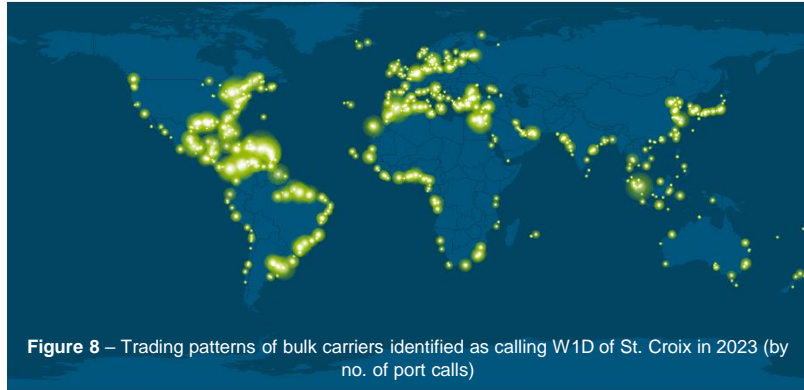 Figure 8 – Trading patterns of bulk carriers identified as calling W1D of St. Croix in 2023 (by
no. of port calls)